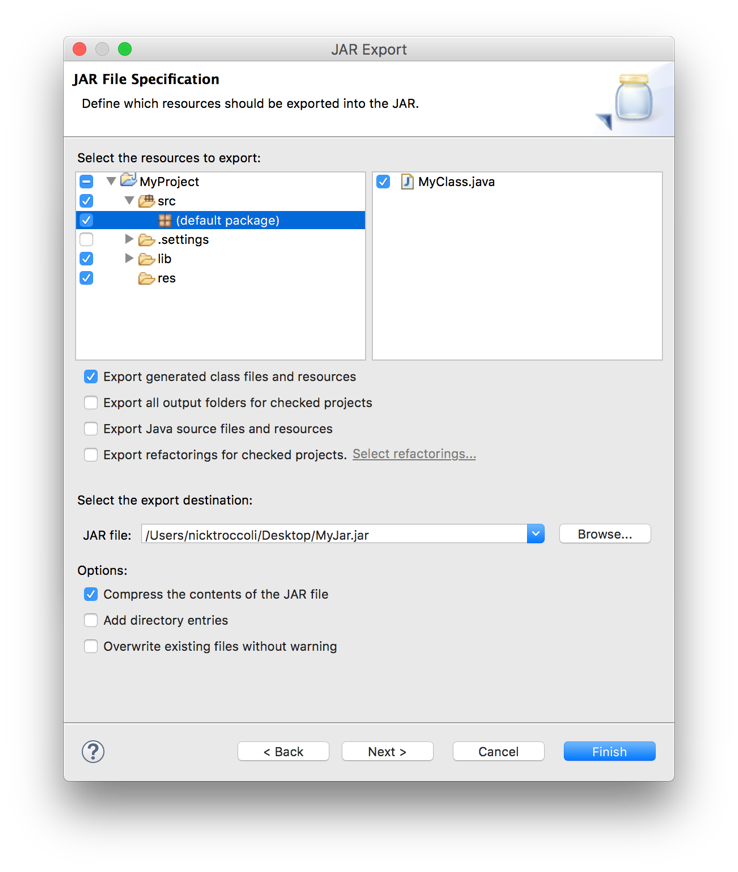 JAR Export
JAR File Specification
Define which resources should be exported into the JAR.
Select the resources to export:
MyProject
src
(default package)
.settings
lib
res
MyClass.java
Export generated class files and resources
Export all output folders for checked projects
Export Java source files and resources
Export refactorings for checked projects. Select refactorings...
Select the export destination:
JAR file: /Users/nicktroccoli/Desktop/MyJar.jar Browse...
Options:
Compress the contents of the JAR file
Add directory entries
Overwrite existing files without warning
? < Back Next > Cancel Finish